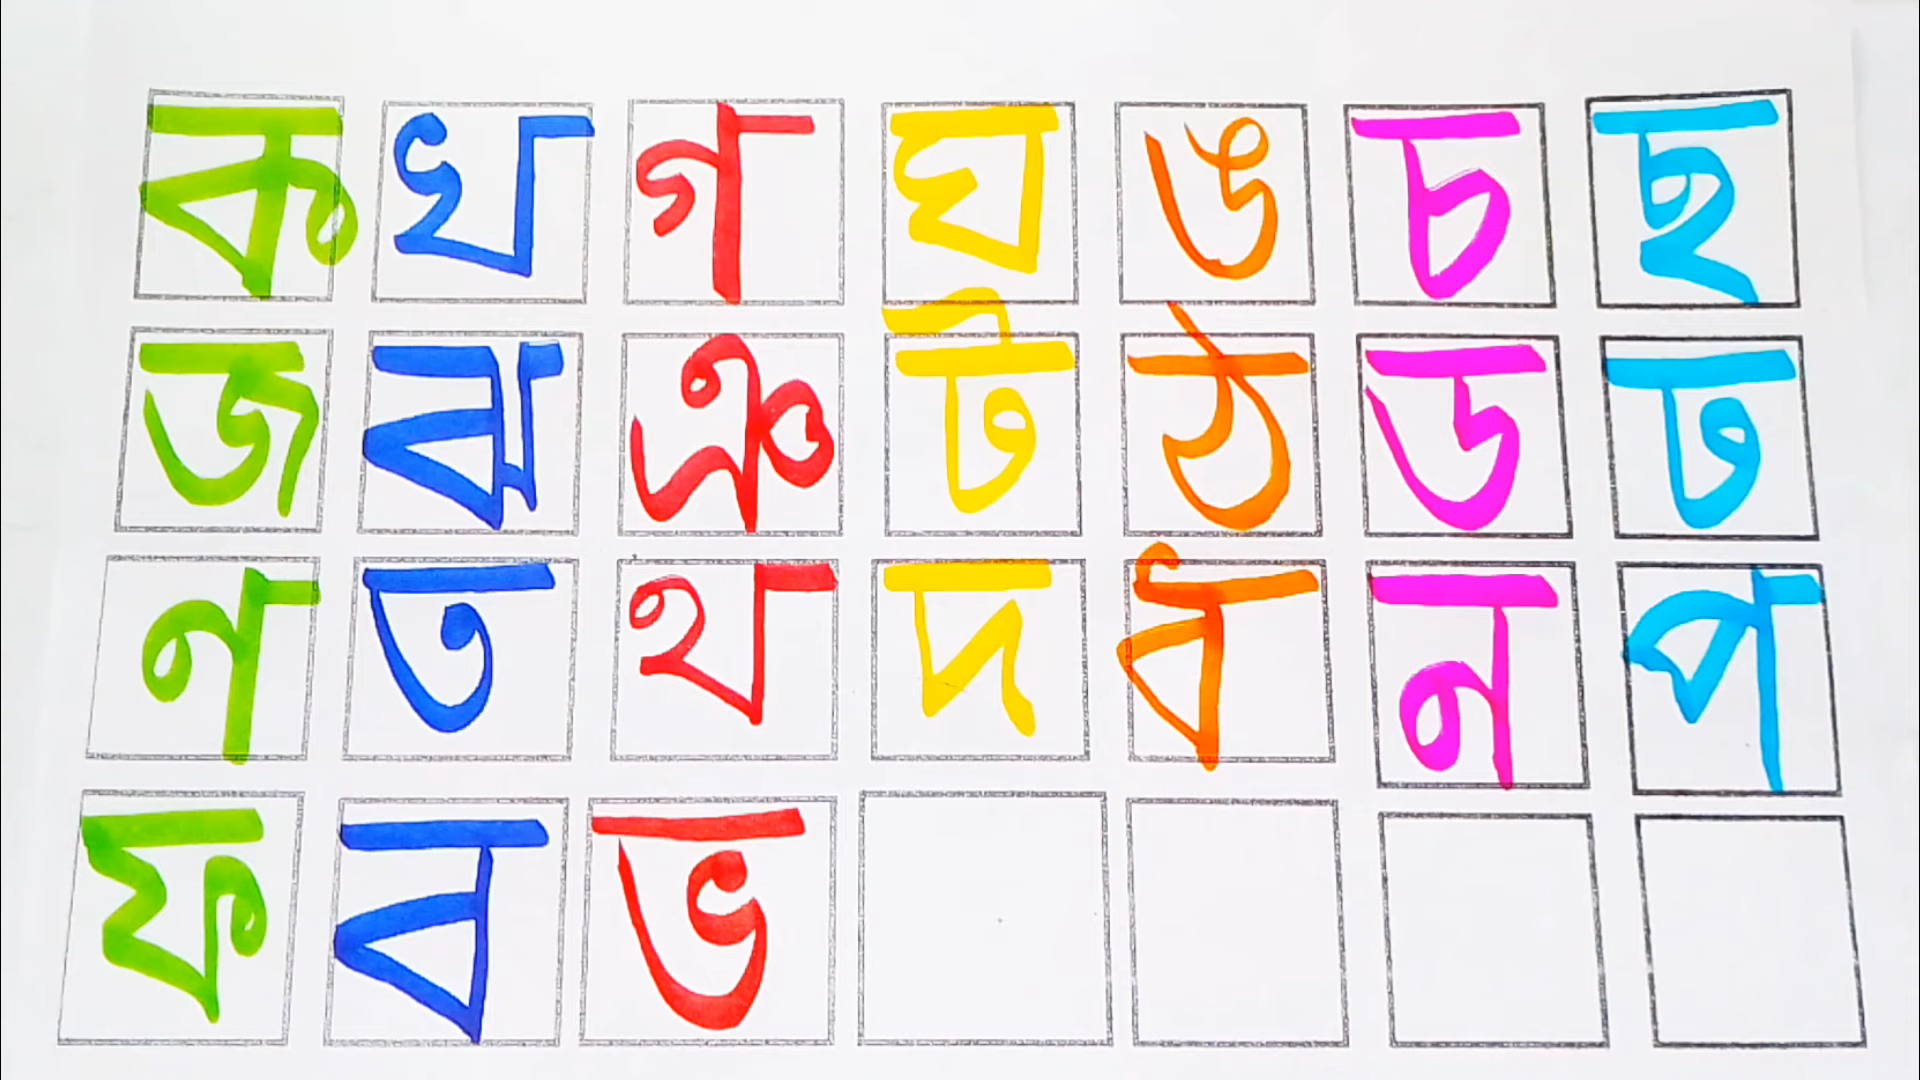 ক খ গ ঘ ঙ চ ছ
জ ঝ ঞ ট ঠ ড ঢ
ণ ত থ দ ধ ন প
ফ ব ভ